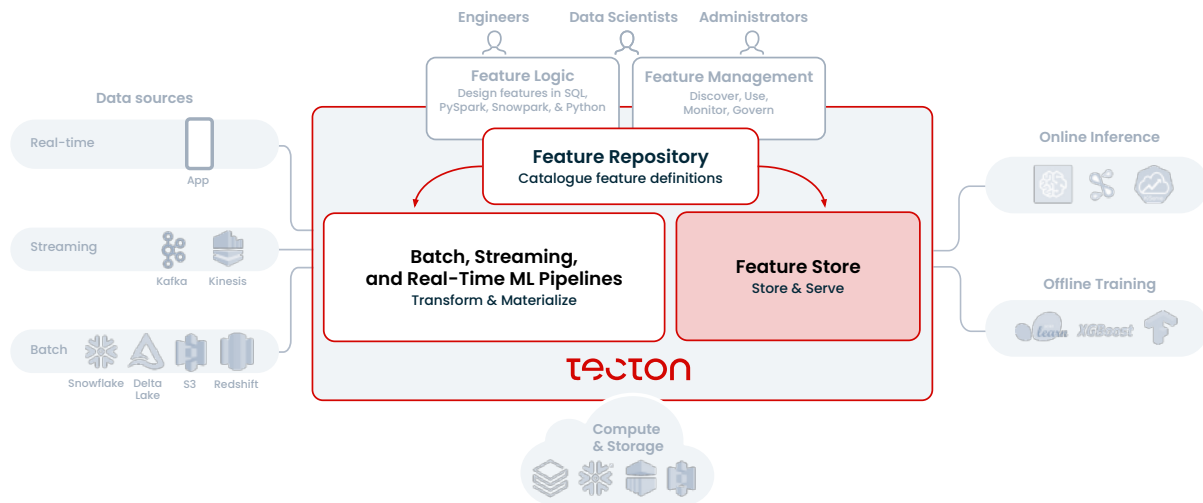 Engineers
Data Scientists
Administrators
Feature Logic
Design features in SQL,
PySpark, Snowpark, & Python
Feature Management
Discover, Use,
Monitor, Govern
Data sources
Real-time
App
Streaming
Kafka
Kinesis
Batch
Snowflake
Delta
Lake
S3
Redshift
Feature Repository
Catalogue feature definitions
Batch, Streaming,
and Real-Time ML Pipelines
Transform & Materialize
Feature Store
Store & Serve
tecton
Online Inference
Offline Training
learn
XGBoost
Compute
& Storage